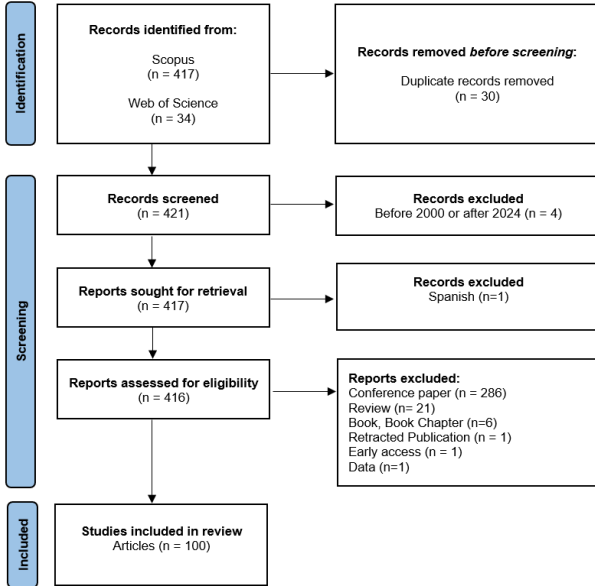 Identification
Records identified from:
Scopus
(n = 417)
Web of Science
(n = 34)
Records removed before screening:
Duplicate records removed
(n = 30)
Screening
Records screened
(n = 421)
Records excluded
Before 2000 or after 2024 (n = 4)
Reports sought for retrieval
(n = 417)
Records excluded
Spanish (n=1)
Reports assessed for eligibility
(n = 416)
Reports excluded:
Conference paper (n = 286)
Review (n= 21)
Book, Book Chapter (n=6)
Retracted Publication (n = 1)
Early access (n = 1)
Data (n=1)
Included
Studies included in review
Articles (n = 100)